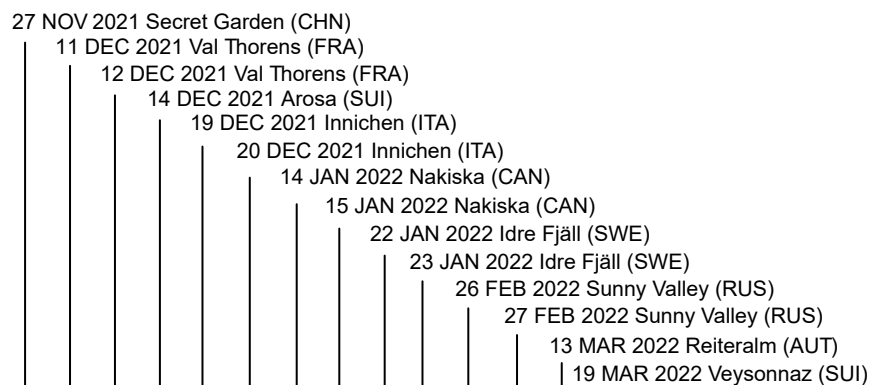 27 NOV 2021 Secret Garden (CHN)
11 DEC 2021 Val Thorens (FRA)
12 DEC 2021 Val Thorens (FRA)
14 DEC 2021 Arosa (SUI)
19 DEC 2021 Innichen (ITA)
20 DEC 2021 Innichen (ITA)
14 JAN 2022 Nakiska (CAN)
15 JAN 2022 Nakiska (CAN)
22 JAN 2022 Idre Fjäll (SWE)
23 JAN 2022 Idre Fjäll (SWE)
26 FEB 2022 Sunny Valley (RUS)
27 FEB 2022 Sunny Valley (RUS)
13 MAR 2022 Reiteralm (AUT)
19 MAR 2022 Veysonnaz (SUI)